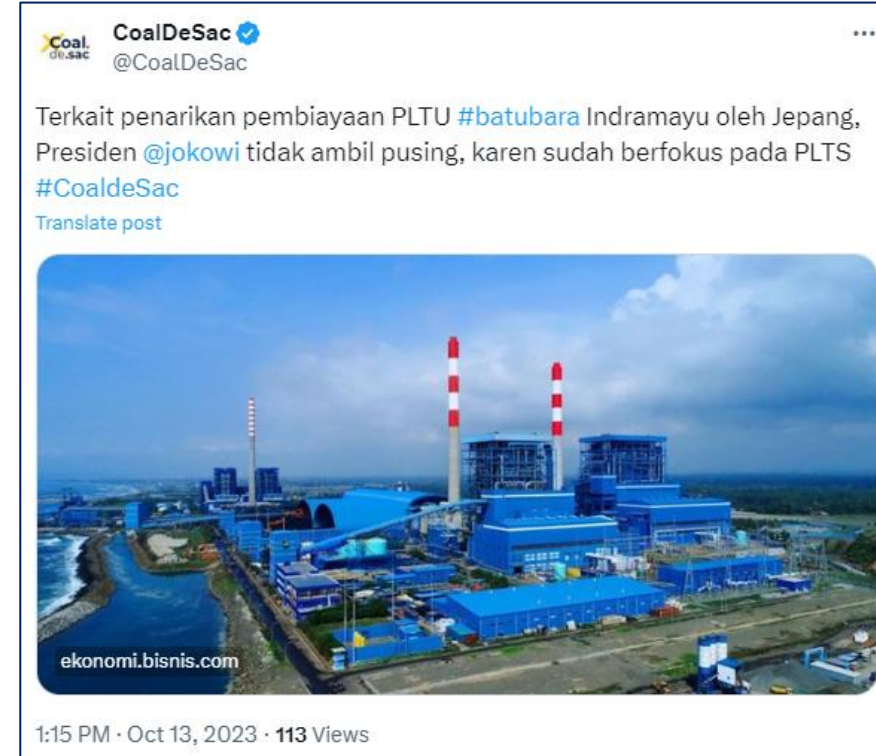 Coal.
de.sac
CoalDeSac
@CoalDeSac
Terkait penarikan pembiayaan PLTU #batubara Indramayu oleh Jepang,
Presiden @jokowi tidak ambil pusing, karen sudah berfokus pada PLTS
#CoaldeSac
Translate post
ekonomi.bisnis.com
1:15 PM · Oct 13, 2023 · 113 Views